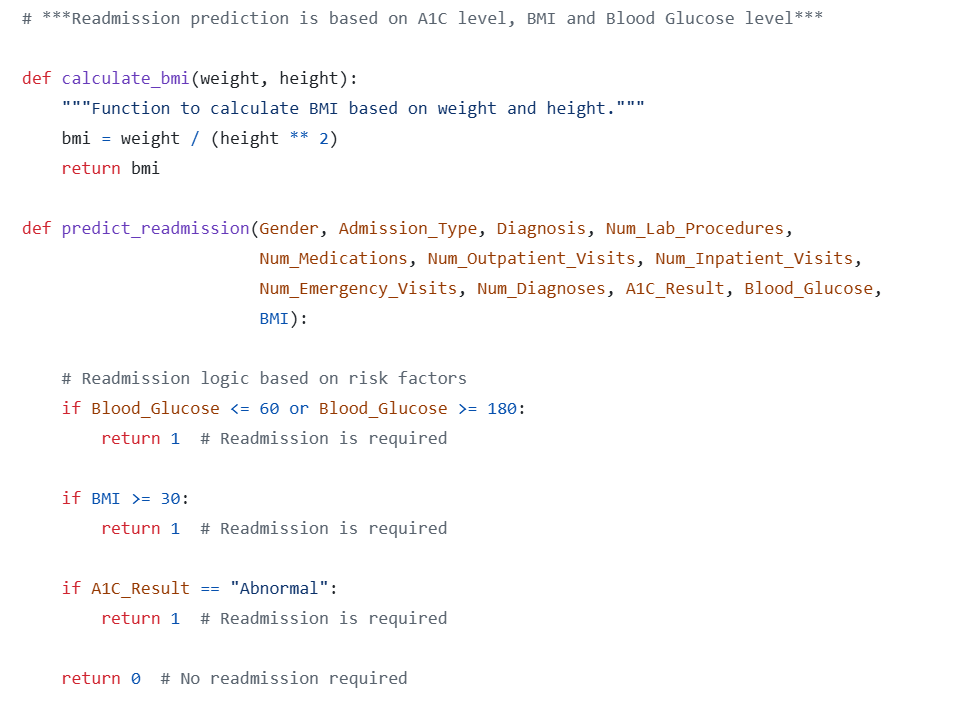 # ***Readmission prediction is based on A1C level, BMI and Blood Glucose level***
def calculate_bmi(weight, height):
    """Function to calculate BMI based on weight and height."""
    bmi = weight / (height ** 2)
    return bmi
def predict_readmission(Gender, Admission_Type, Diagnosis, Num_Lab_Procedures,
                        Num_Medications, Num_Outpatient_Visits, Num_Inpatient_Visits,
                        Num_Emergency_Visits, Num_Diagnoses, A1C_Result, Blood_Glucose,
                        BMI):
    # Readmission logic based on risk factors
    if Blood_Glucose <= 60 or Blood_Glucose >= 180:
        return 1  # Readmission is required
    if BMI >= 30:
        return 1  # Readmission is required
    if A1C_Result == "Abnormal":
        return 1  # Readmission is required
    return 0  # No readmission required